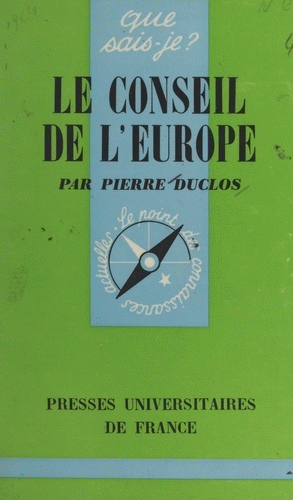 que
sais-je?
LE CONSEIL
DE L'EUROPE
PAR PIERRE DUCLOS
Le point des connaissances
actuelles
PRESSES UNIVERSITAIRES
DE FRANCE